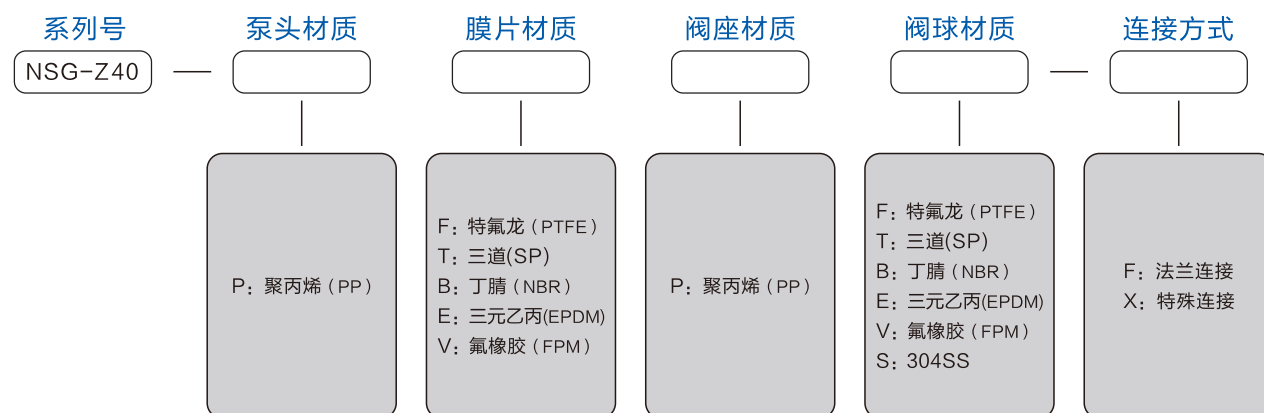 系列号
泵头材质
膜片材质
阀座材质
阀球材质
连接方式
NSG-Z40
P：聚丙烯（PP）
F：特氟龙（PTFE）
T：三道(SP)
B：丁腈（NBR）
E：三元乙丙(EPDM)
V：氟橡胶（FPM）
P：聚丙烯（PP）
F：特氟龙（PTFE）
T：三道(SP)
B：丁腈（NBR）
E：三元乙丙(EPDM)
V：氟橡胶（FPM）
S：304SS
F：法兰连接
X：特殊连接